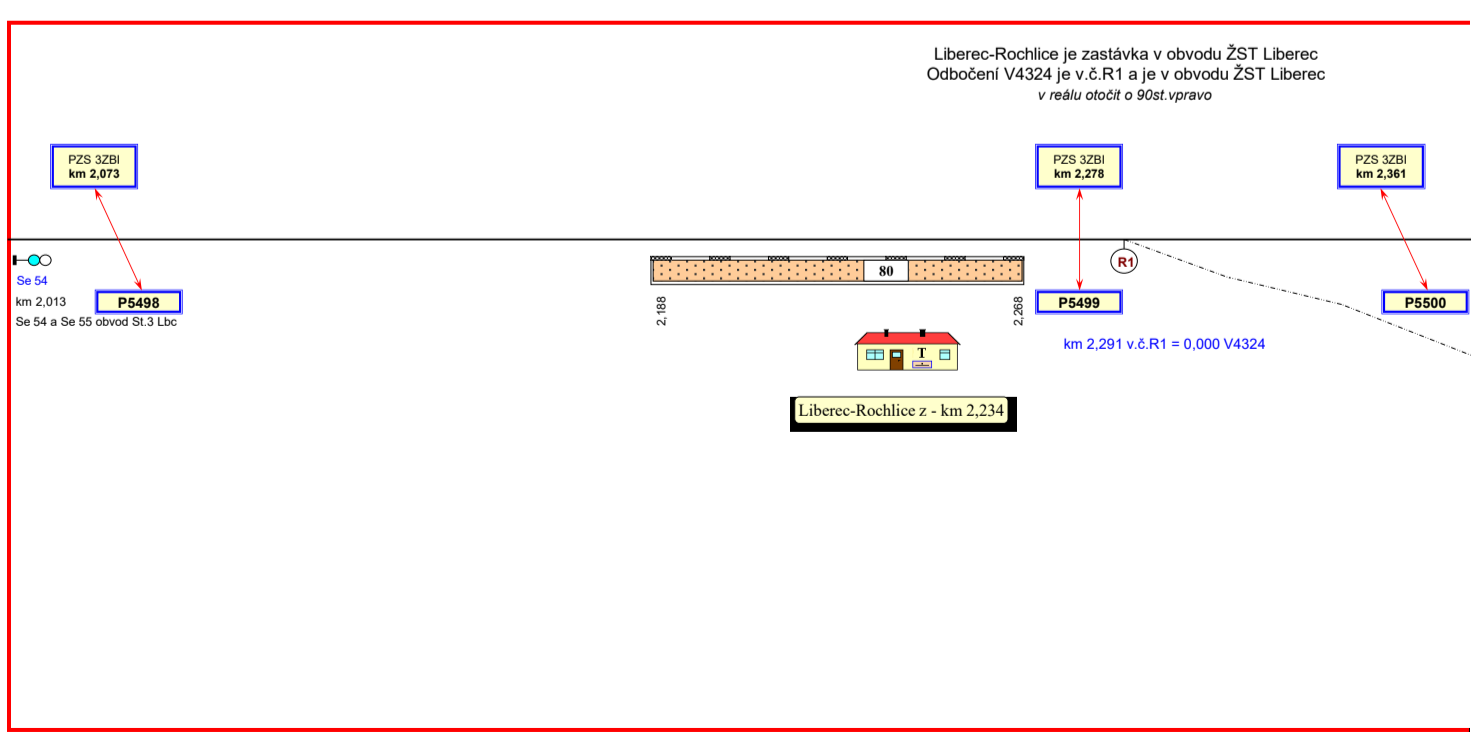 Liberec-Rochlice je zastávka v obvodu ŽST Liberec
Odbočení V4324 je v.č.R1 a je v obvodu ŽST Liberec
v reálu otočit o 90st.vpravo
PZS 3ZBI
km 2,073
PZS 3ZBI
km 2,278
PZS 3ZBI
km 2,361
Se 54
km 2,013
P5498
Se 54 a Se 55 obvod St.3 Lbc
80
2,188
2,268
R1
P5499
P5500
km 2,291 v.č.R1 = 0,000 V4324
T
Liberec-Rochlice z - km 2,234